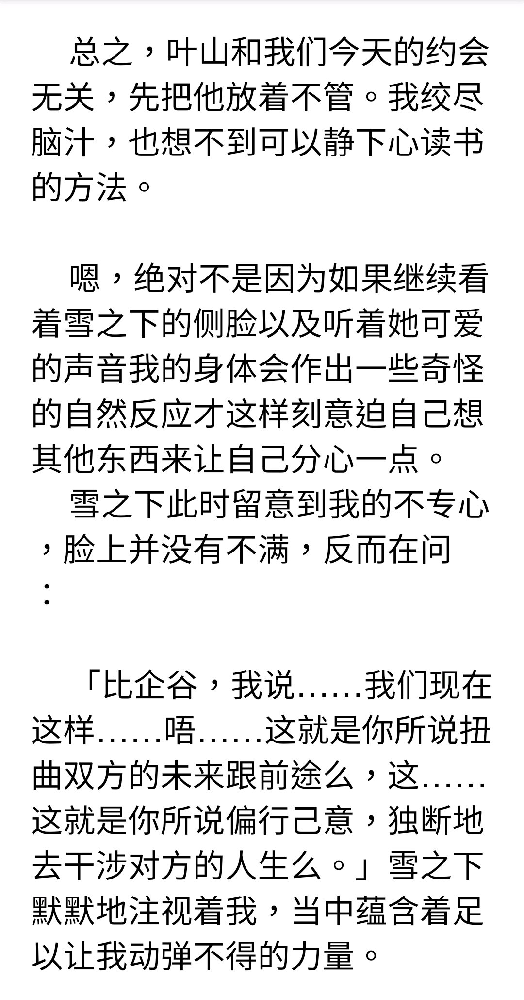 总之，叶山和我们今天的约会
无关，先把他放着不管。我绞尽
脑汁，也想不到可以静下心读书
的方法。
嗯，绝对不是因为如果继续看
着雪之下的侧脸以及听着她可爱
的声音我的身体会作出一些奇怪
的自然反应才这样刻意迫自己想
其他东西来让自己分心一点。
雪之下此时留意到我的不专心
，脸上并没有不满，反而在问
：
「比企谷，我说……我们现在
这样……唔……这就是你所说扭
曲双方的未来跟前途么，这……
这就是你所说偏行己意，独断地
去干涉对方的人生么。」雪之下
默默地注视着我，当中蕴含着足
以让我动弹不得的力量。